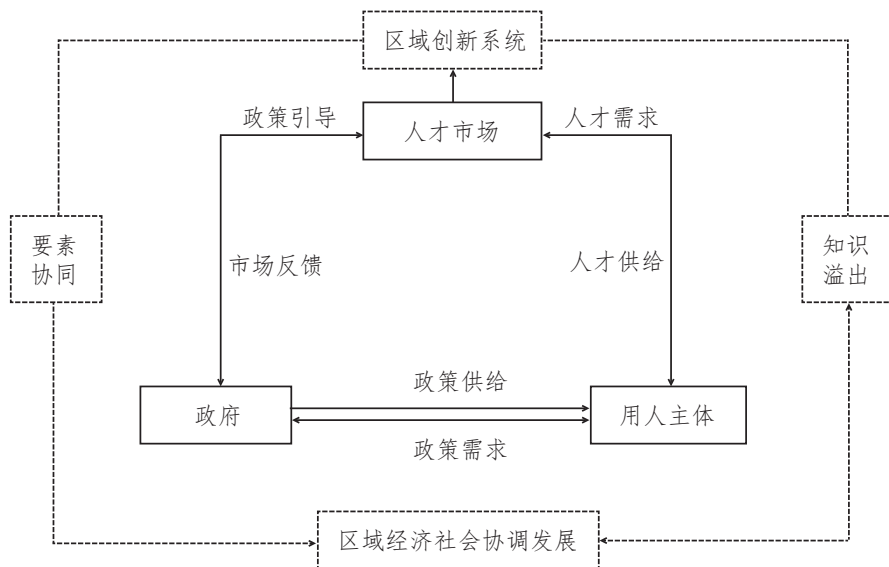 区域创新系统
政策引导
人才市场
人才需求
要素
协同
市场反馈
人才供给
知识
溢出
政府
政策供给
政策需求
用人主体
区域经济社会协调发展